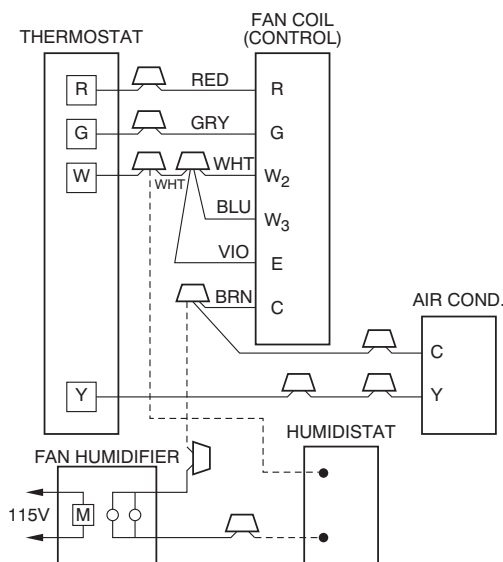 FAN COIL
(CONTROL)
THERMOSTAT
R
RED
R
G
GRY
G
W
WHT
WHT
W2
BLU
W3
VIO
E
BRN
C
AIR COND.
C
Y
Y
HUMIDISTAT
FAN HUMIDIFIER
115V
M